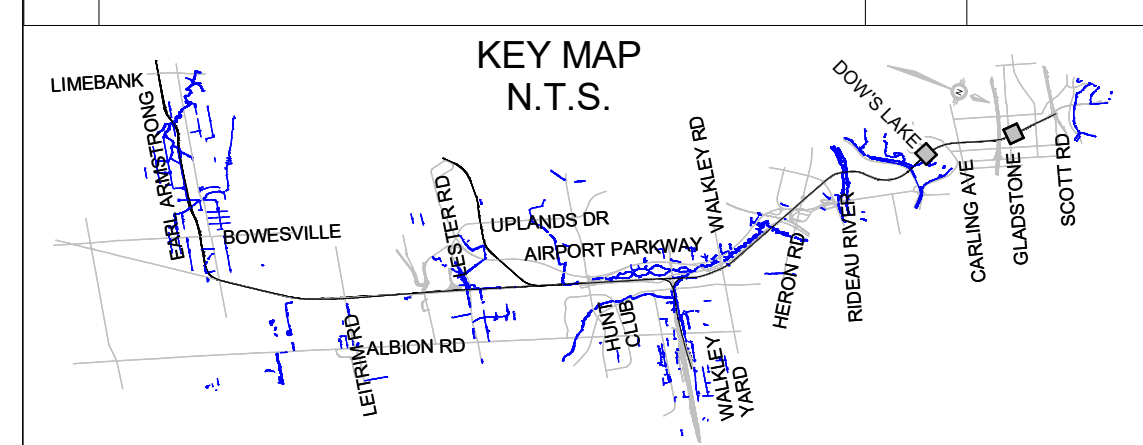 KEY MAP
N.T.S.
LIMEBANK
EARL ARMSTRONG
BOWESVILLE
LEITRIM RD
ALBION RD
LESTER RD
UPLANDS DR
AIRPORT PARKWAY
HUNT
CLUB
WALKLEY RD
WALKLEY
YARD
HERON RD
RIDEAU RIVER
DOW'S LAKE
N
CARLING AVE
GLADSTONE
SCOTT RD